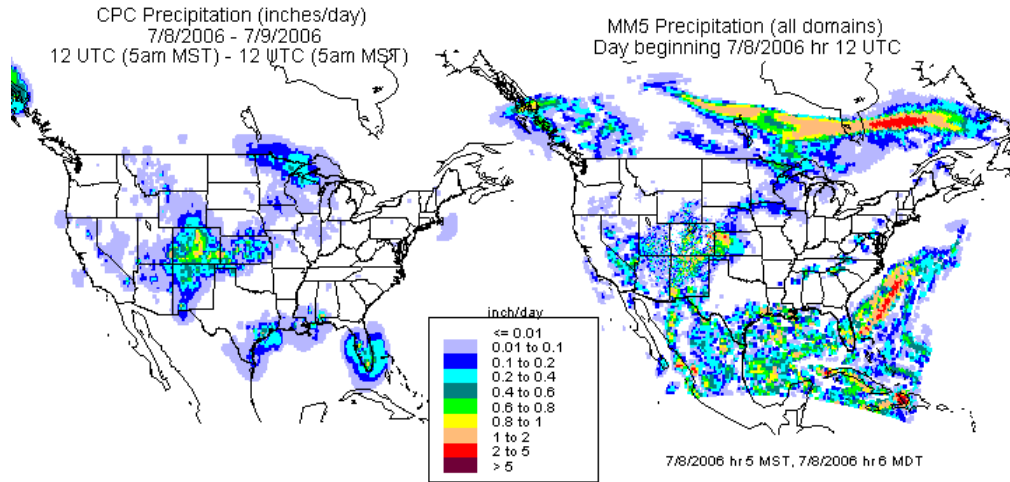 CPC Precipitation (inches/day)
7/8/2006 - 7/9/2006
12 UTC (5am MST) - 12 UTC (5am MST)
MM5 Precipitation (all domains)
Day beginning 7/8/2006 hr 12 UTC
inch/day
<= 0.01
0.01 to 0.1
0.1 to 0.2
0.2 to 0.4
0.4 to 0.6
0.6 to 0.8
0.8 to 1
1 to 2
2 to 5
> 5
7/8/2006 hr 5 MST, 7/8/2006 hr 6 MDT